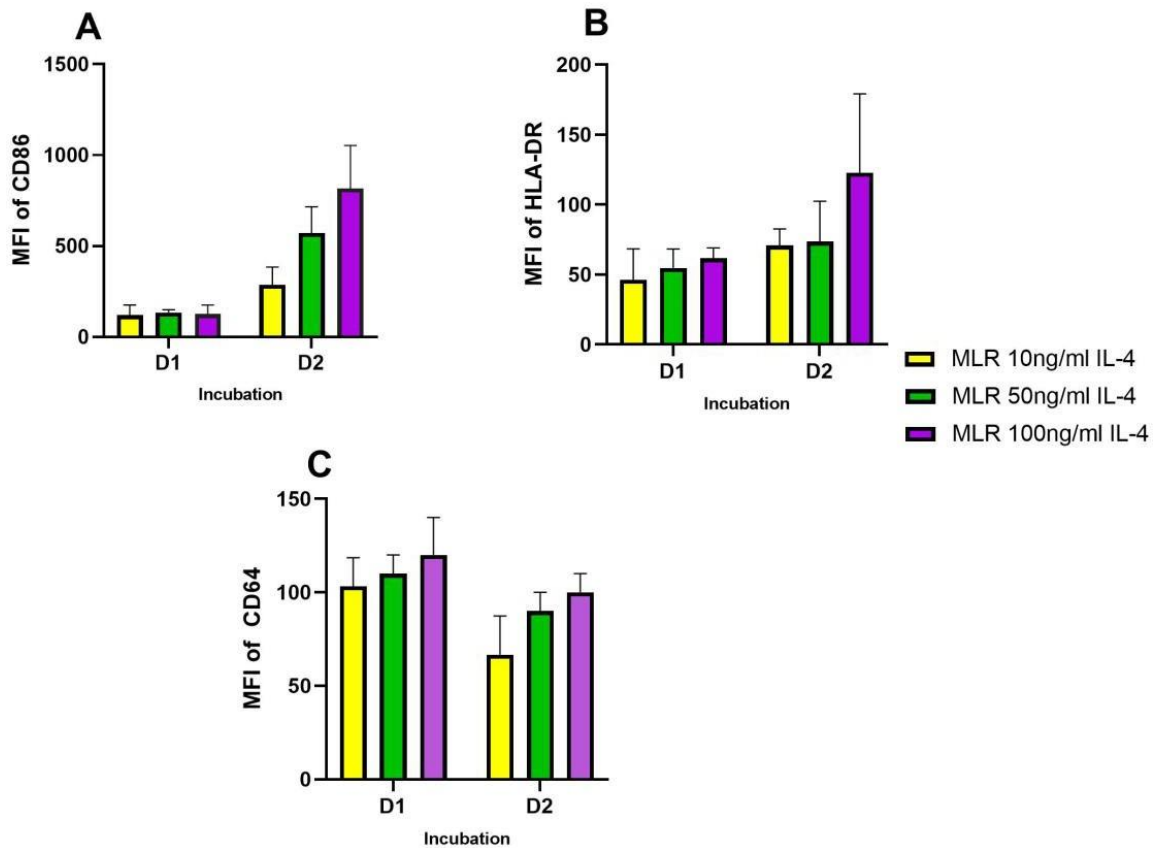 A
MFI of CD86
1500
1000
500
0
D1
D2
Incubation
B
MFI of HLA-DR
200
150
100
50
0
D1
D2
Incubation
MLR 10ng/ml IL-4
MLR 50ng/ml IL-4
MLR 100ng/ml IL-4
C
MFI of CD64
150
100
50
0
D1
D2
Incubation